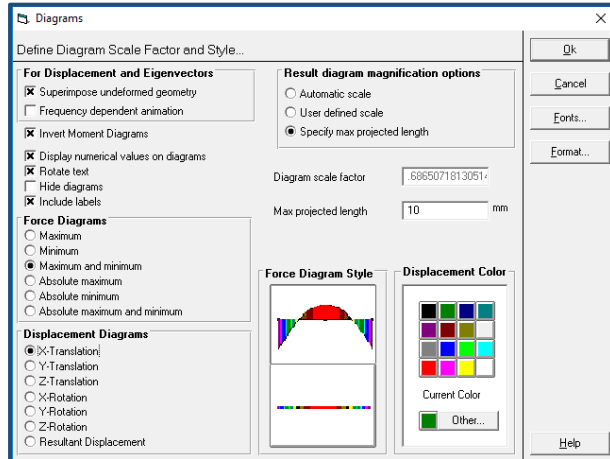 Diagrams
Define Diagram Scale Factor and Style...
For Displacement and Eigenvectors
Superimpose undeformed geometry
Frequency dependent animation
Invert Moment Diagrams
Display numerical values on diagrams
Rotate text
Hide diagrams
Include labels
Force Diagrams
Maximum
Minimum
Maximum and minimum
Absolute maximum
Absolute minimum
Absolute maximum and minimum
Displacement Diagrams
X-Translation
Y-Translation
Z-Translation
X-Rotation
Y-Rotation
Z-Rotation
Resultant Displacement
Result diagram magnification options
Automatic scale
User defined scale
Specify max projected length
Diagram scale factor .6865071813051
Max projected length 10 mm
Force Diagram Style
Displacement Color
Current Color
Other...
Ok
Cancel
Fonts...
Format...
Help